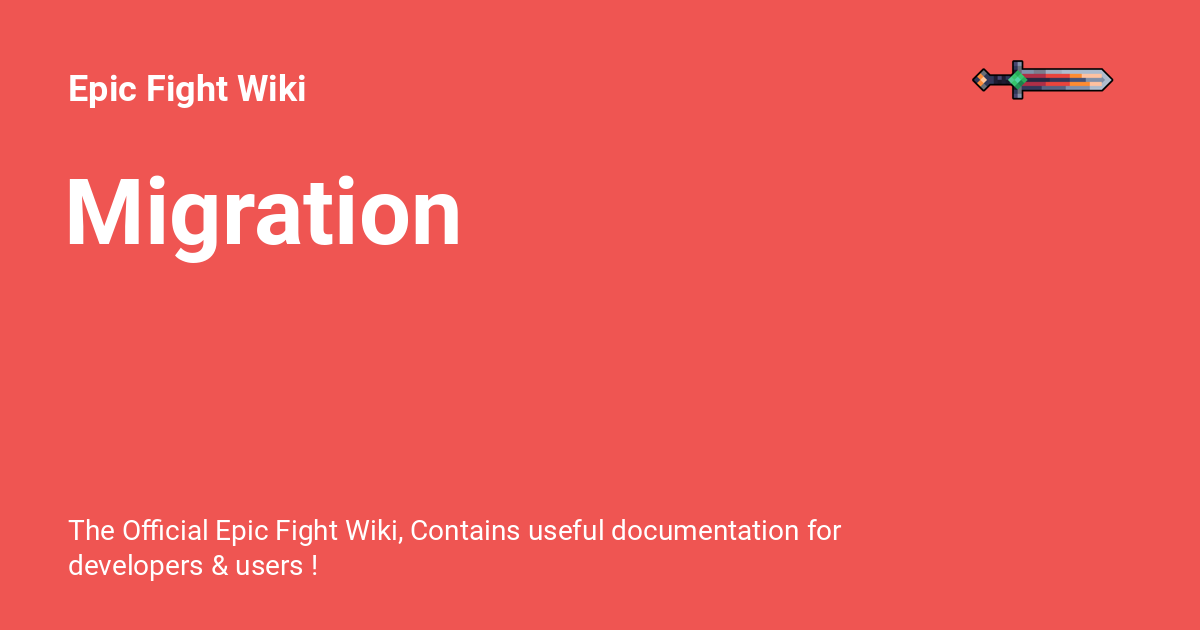 Epic Fight Wiki
Migration
The Official Epic Fight Wiki, Contains useful documentation for
developers & users !